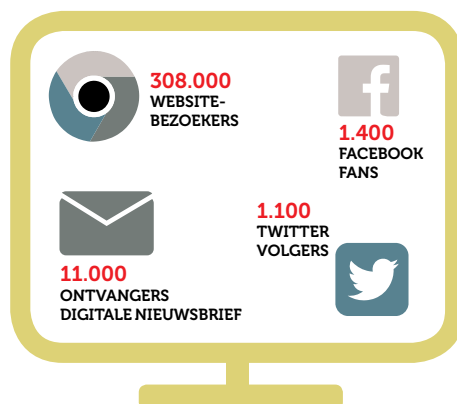 308.000
WEBSITE-
BEZOEKERS
1.400
FACEBOOK
FANS
1.100
TWITTER
VOLGERS
11.000
ONTVANGERS
DIGITALE NIEUWSBRIEF